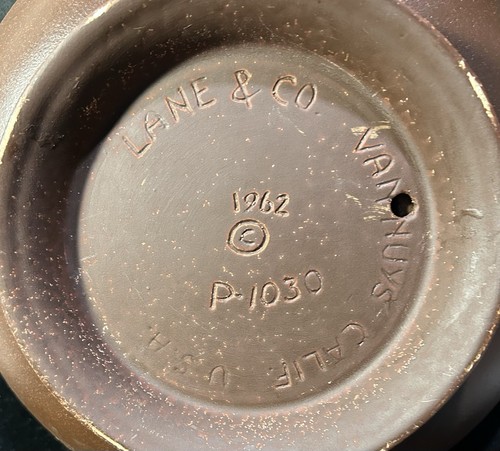 LANE & CO. VAN NUYS CALIF. U.S.A.
1962
©
P-1030